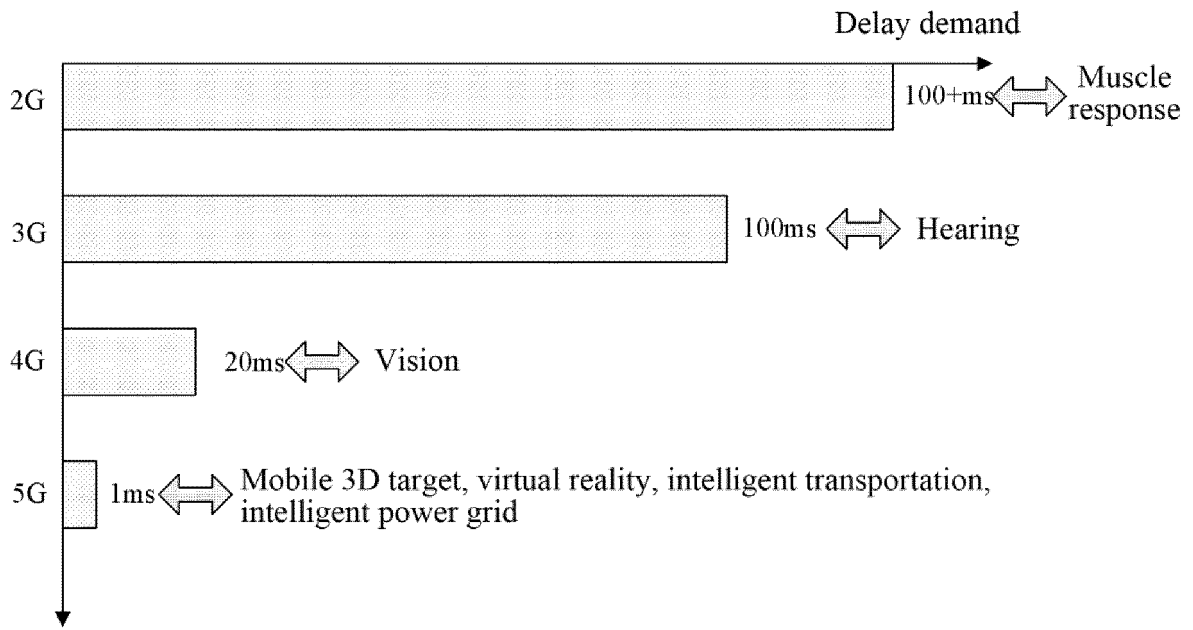 Delay demand
2G
100+ms
Muscle
response
3G
100ms
Hearing
4G
20ms
Vision
5G
1ms
Mobile 3D target, virtual reality, intelligent transportation,
intelligent power grid